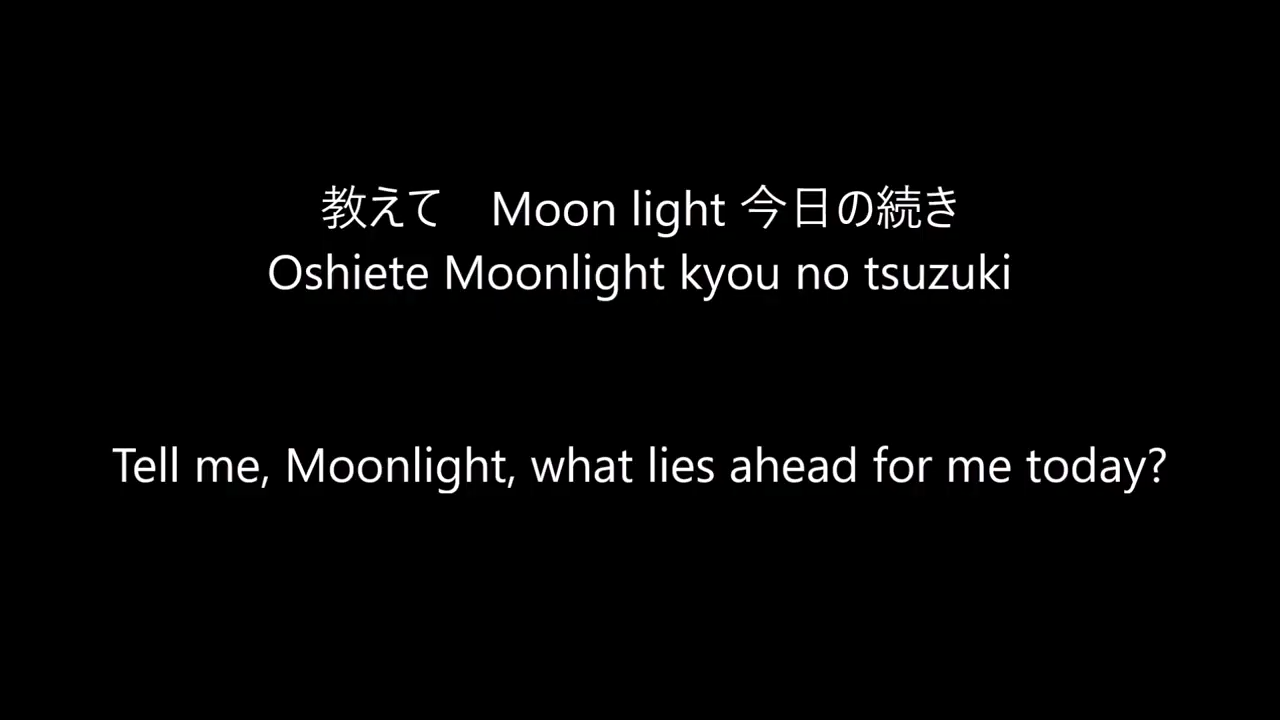 教えて　Moon light 今日の続き
Oshiete Moonlight kyou no tsuzuki
Tell me, Moonlight, what lies ahead for me today?